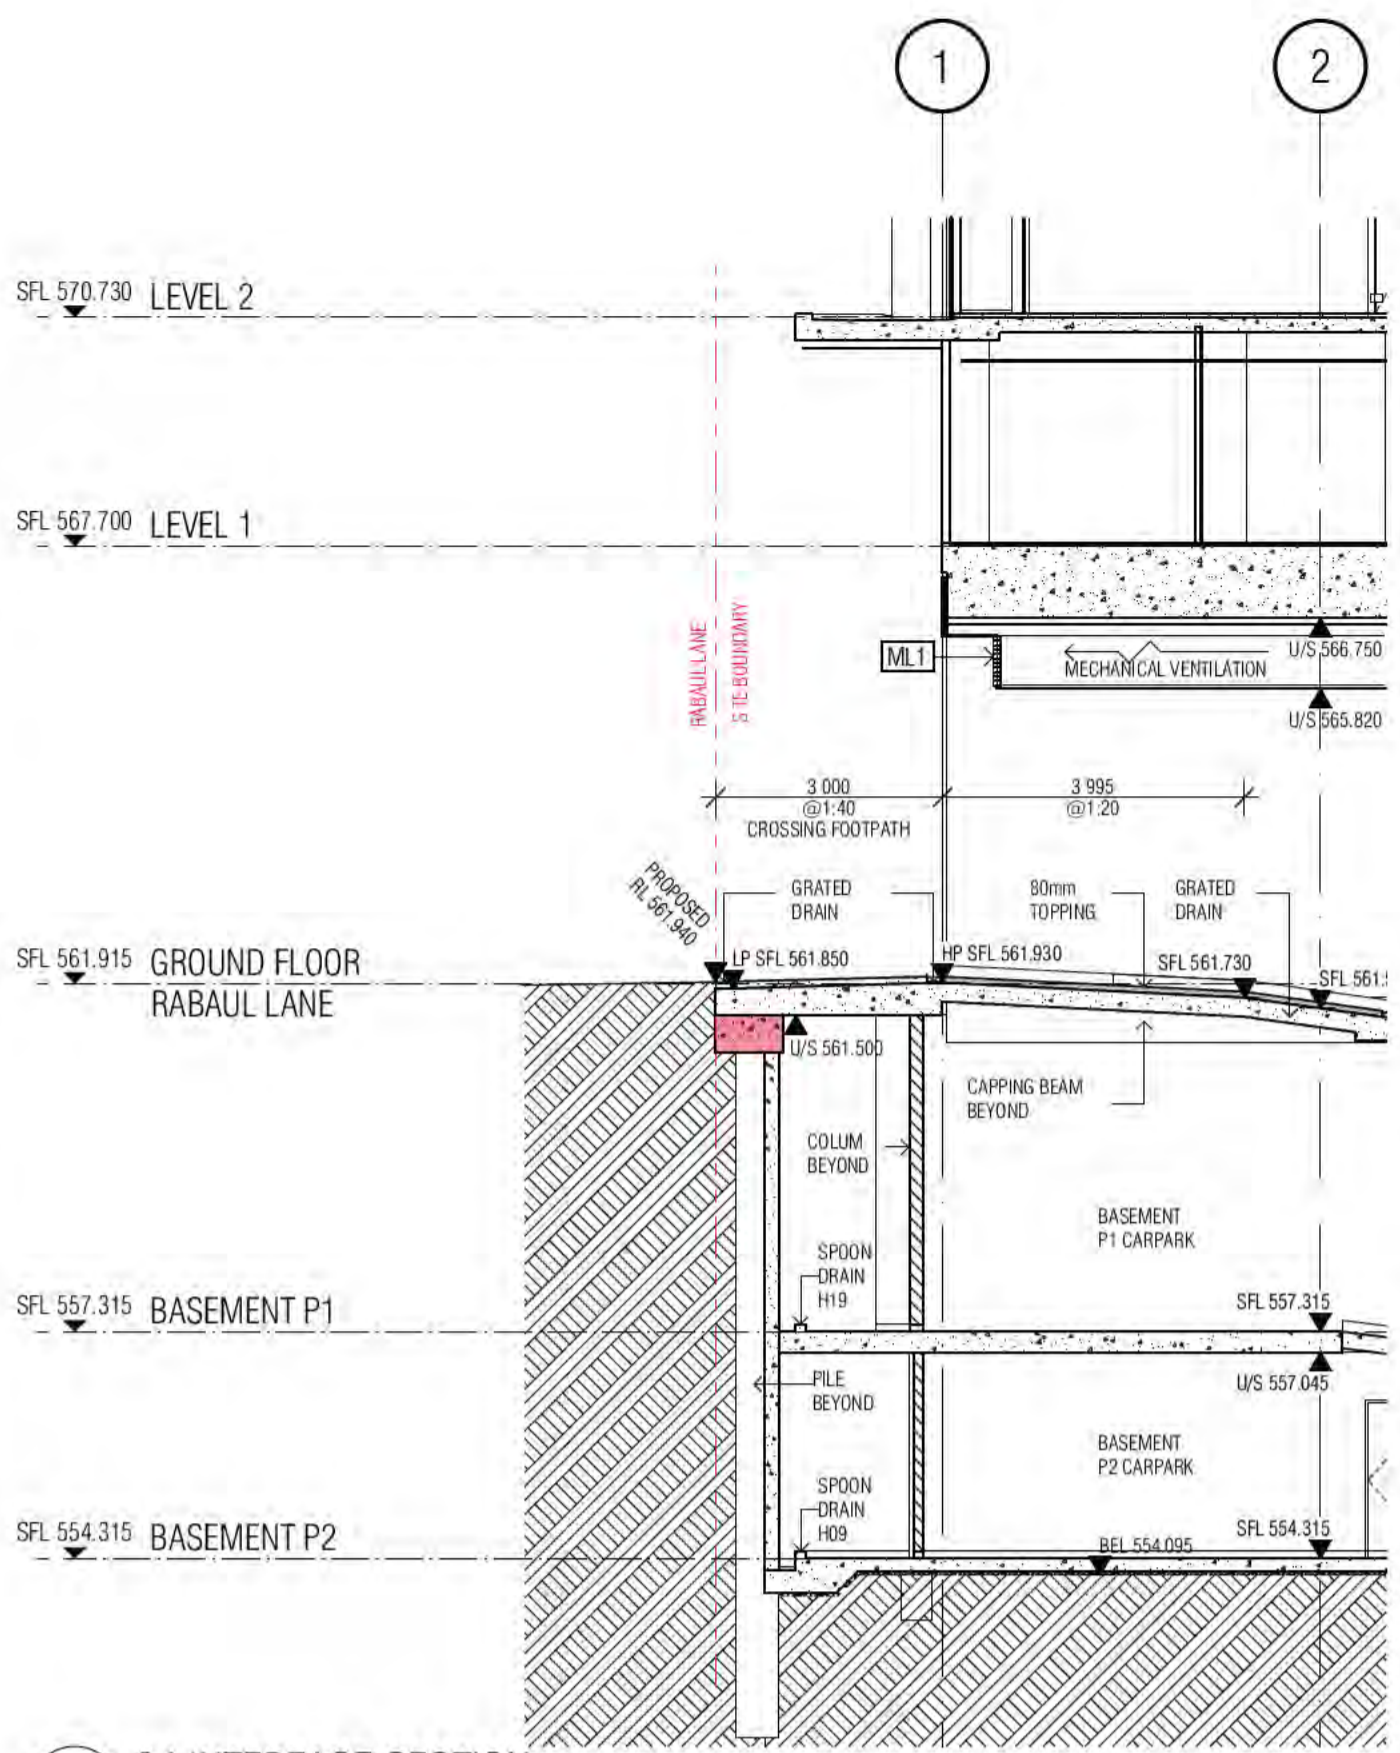 1
2
SFL 570.730 LEVEL 2
SFL 567.700 LEVEL 1
RABAUL LANE
S TE BOUNDARY
ML1
MECHANICAL VENTILATION
U/S 566.750
U/S 565.820
3 000
@1:40
CROSSING FOOTPATH
3 995
@1:20
PROPOSED
RL 561.940
GRATED
DRAIN
80mm
TOPPING
GRATED
DRAIN
LP SFL 561.850
HP SFL 561.930
SFL 561.730
SFL 561.
SFL 561.915 GROUND FLOOR
RABAUL LANE
U/S 561.500
CAPPING BEAM
BEYOND
COLUM
BEYOND
BASEMENT
P1 CARPARK
SPOON
DRAIN
H19
SFL 557.315 BASEMENT P1
SFL 557.315
U/S 557.045
PILE
BEYOND
BASEMENT
P2 CARPARK
SPOON
DRAIN
H09
SFL 554.315 BASEMENT P2
BEL 554.095
SFL 554.315